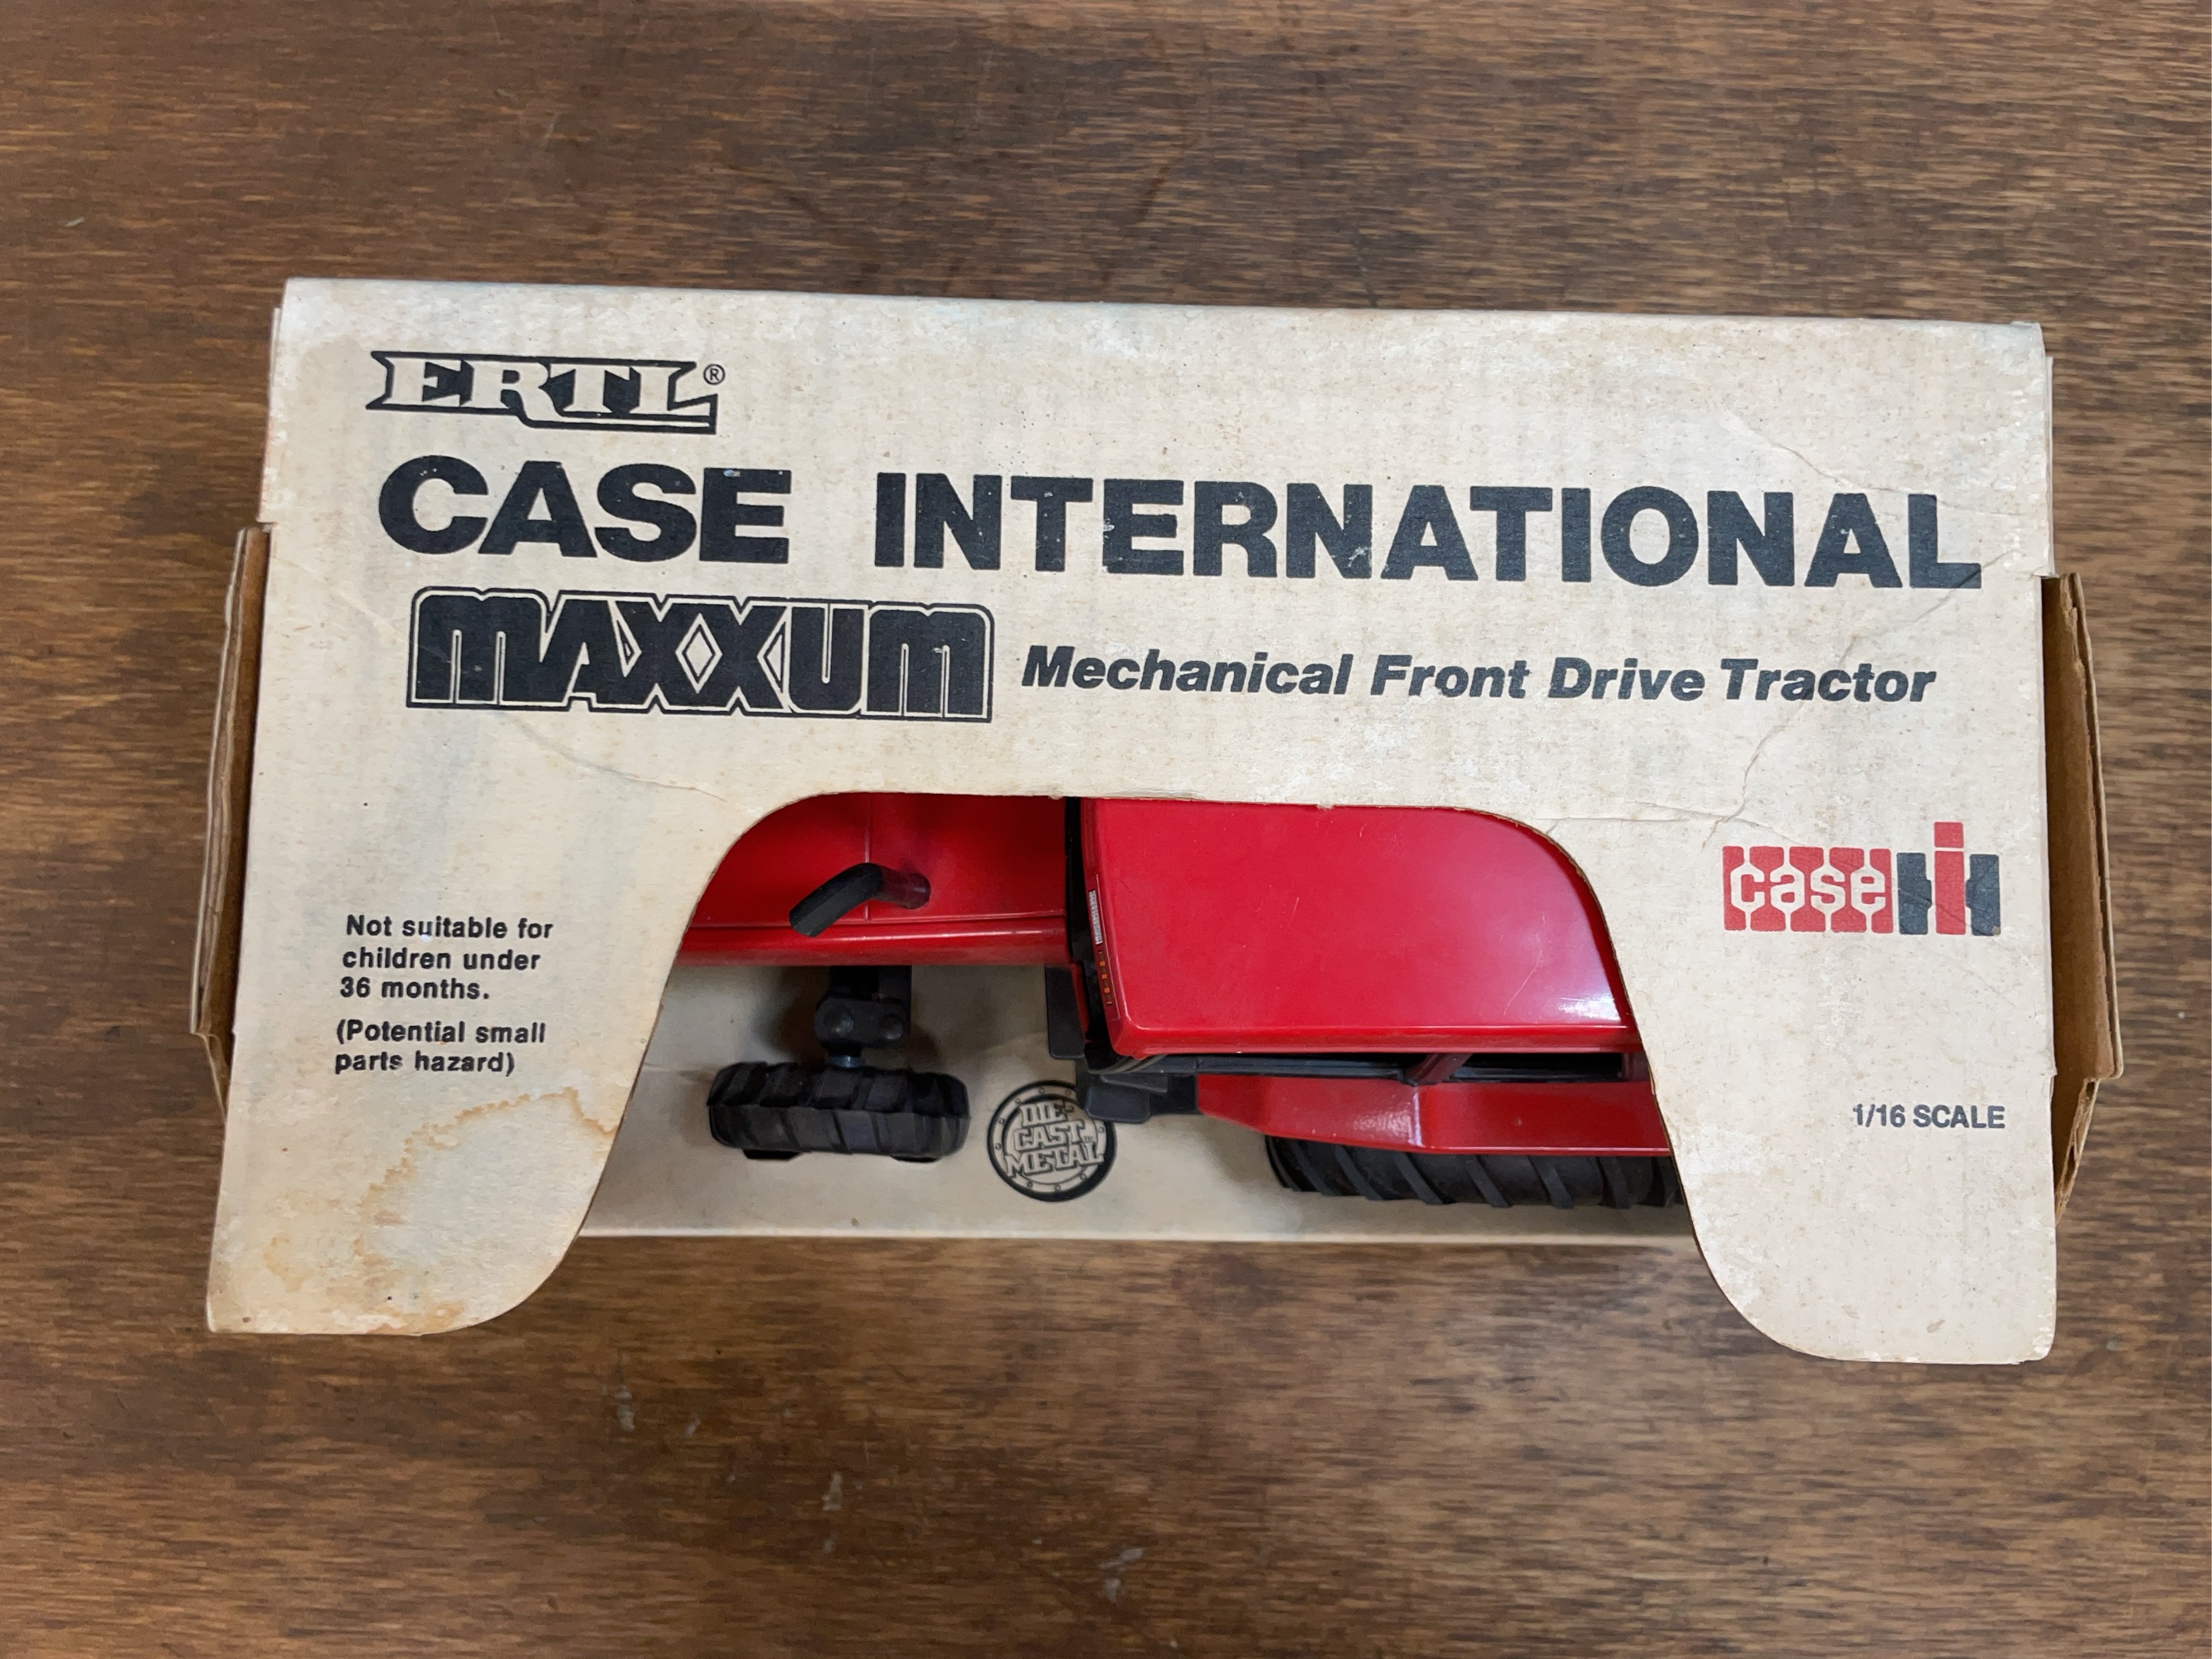 ERTL®
CASE INTERNATIONAL
MAXXUM Mechanical Front Drive Tractor
case IH
Not suitable for
children under
36 months.
(Potential small
parts hazard)
DIE
CAST
METAL
1/16 SCALE